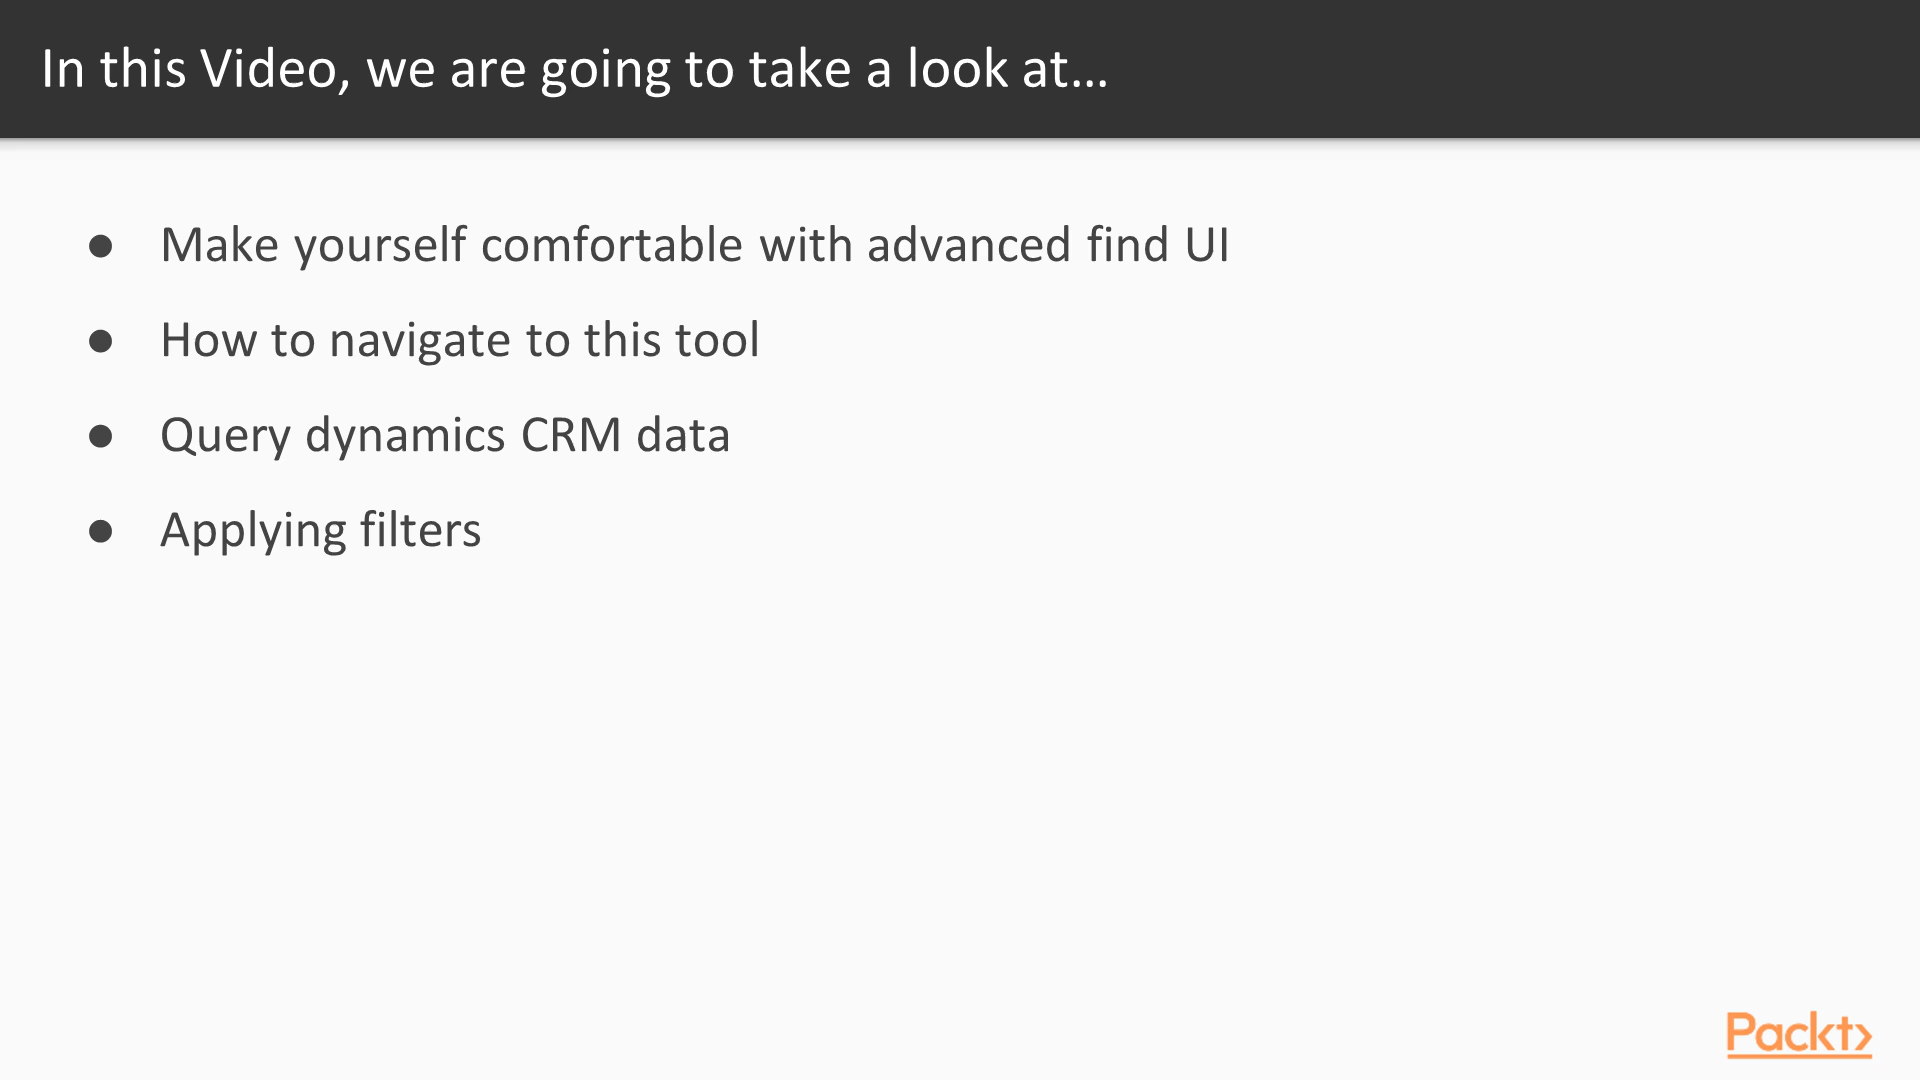 In this Video, we are going to take a look at…
● Make yourself comfortable with advanced find UI
● How to navigate to this tool
● Query dynamics CRM data
● Applying filters
Packt>